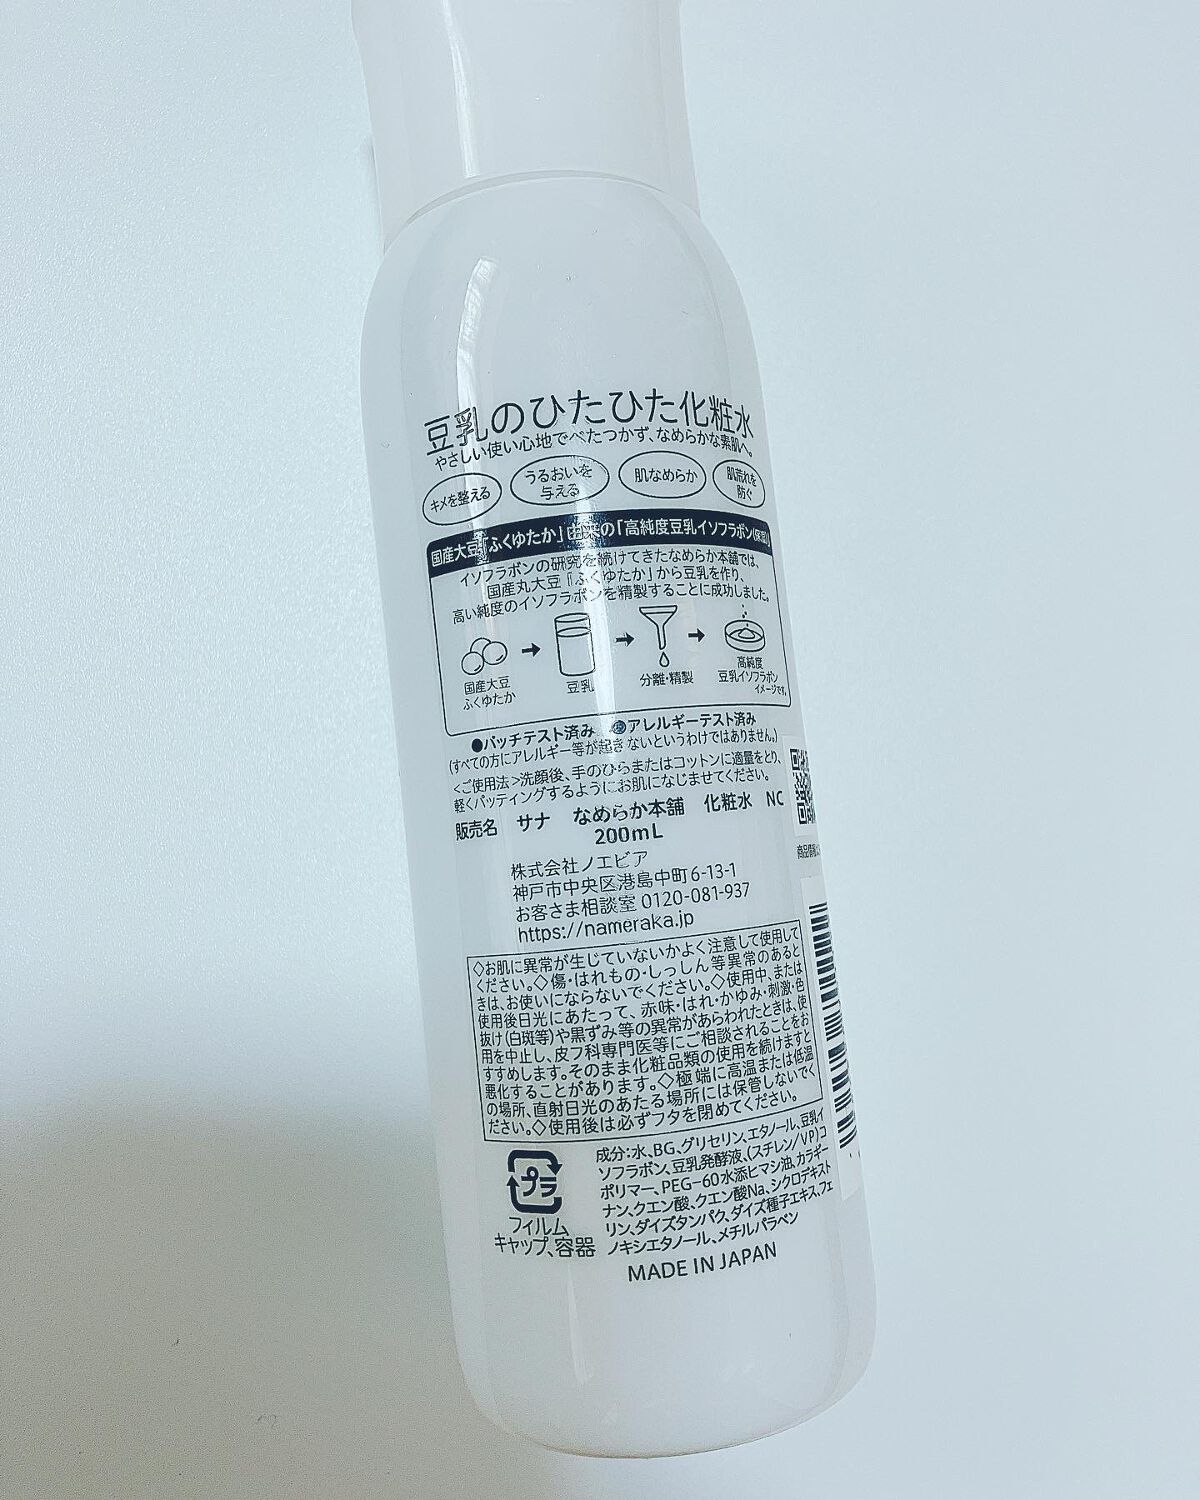 豆乳のひたひた化粧水
やさしい使い心地でべたつかず、なめらかな素肌へ。
キメを整える
うるおいを
与える
肌なめらか
肌荒れを
防ぐ
国産大豆「ふくゆたか」由来の「高純度豆乳イソフラボン(保湿)」
イソフラボンの研究を続けてきたなめらか本舗では、
国産丸大豆「ふくゆたか」から豆乳を作り、
高い純度のイソフラボンを精製することに成功しました。
国産大豆
ふくゆたか
豆乳
分離・精製
高純度
豆乳イソフラボン
イメージです。
●パッチテスト済み ●アレルギーテスト済み
(すべての方にアレルギー等が起きないというわけではありません。)
<ご使用法>洗顔後、手のひらまたはコットンに適量をとり、
軽くパッティングするようにお肌になじませてください。
販売名 サナ なめらか本舗 化粧水 NC
200mL
株式会社ノエビア
神戸市中央区港島中町6-13-1
お客さま相談室 0120-081-937
https://nameraka.jp
◇お肌に異常が生じていないかよく注意して使用して
ください。◇傷・はれもの・しっしん等異常のあると
きは、お使いにならないでください。◇使用中、または
使用後日光にあたって、赤味・はれ・かゆみ・刺激・色
抜け(白斑等)や黒ずみ等の異常があらわれたときは、使
用を中止し、皮フ科専門医等にご相談されることをお
すすめします。そのまま化粧品類の使用を続けますと
悪化することがあります。◇極端に高温または低温
の場所、直射日光のあたる場所には保管しないでく
ださい。◇使用後は必ずフタを閉めてください。
プラ
フィルム
キャップ、容器
成分:水、BG、グリセリン、エタノール、豆乳イ
ソフラボン、豆乳発酵液、(スチレン/VP)コ
ポリマー、PEG-60水添ヒマシ油、カラギー
ナン、クエン酸、クエン酸Na、シクロデキスト
リン、ダイズタンパク、ダイズ種子エキス、フェ
ノキシエタノール、メチルパラベン
MADE IN JAPAN
商品情報